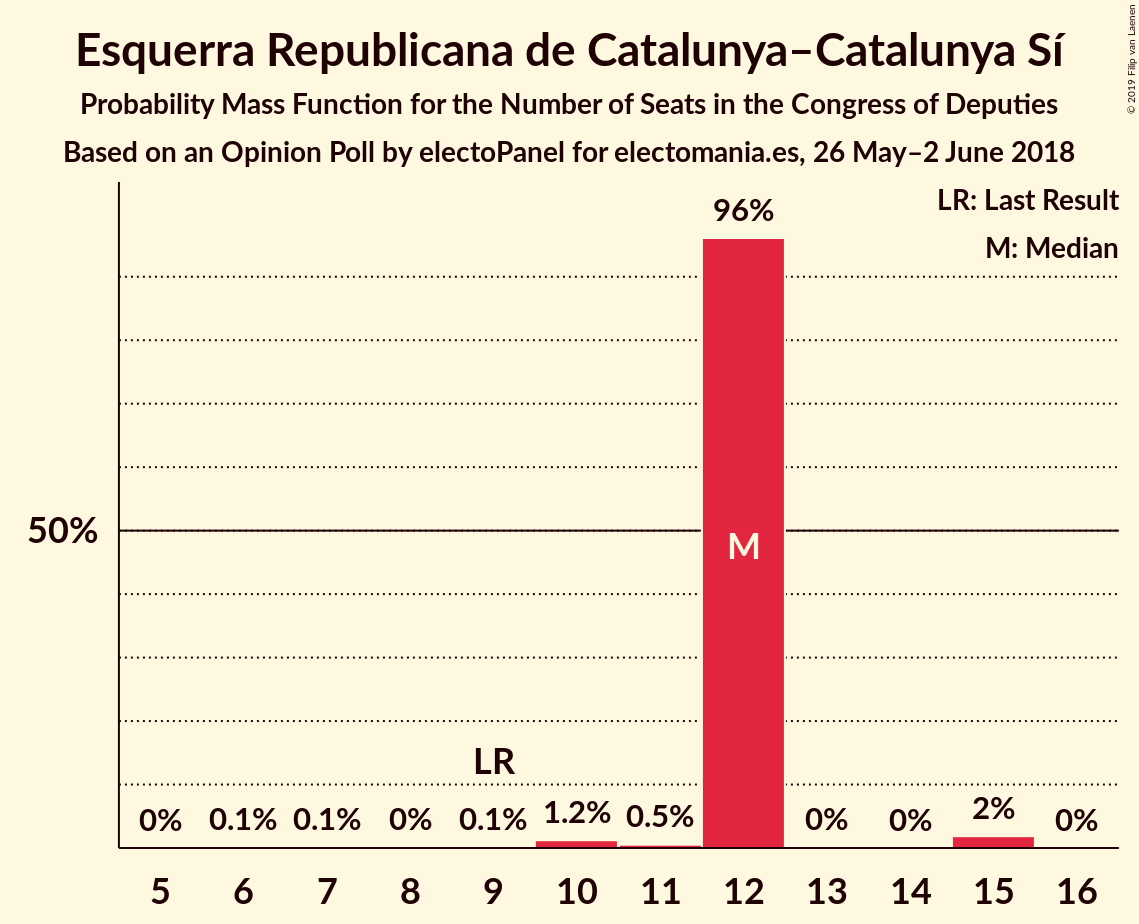 Esquerra Republicana de Catalunya–Catalunya Sí
Probability Mass Function for the Number of Seats in the Congress of Deputies
Based on an Opinion Poll by electoPanel for electomania.es, 26 May–2 June 2018
© 2019 Filip van Laenen
LR: Last Result
M: Median
96%
50%
M
LR
0% 0.1% 0.1% 0% 0.1% 1.2% 0.5% 0% 0% 2% 0%
5 6 7 8 9 10 11 12 13 14 15 16